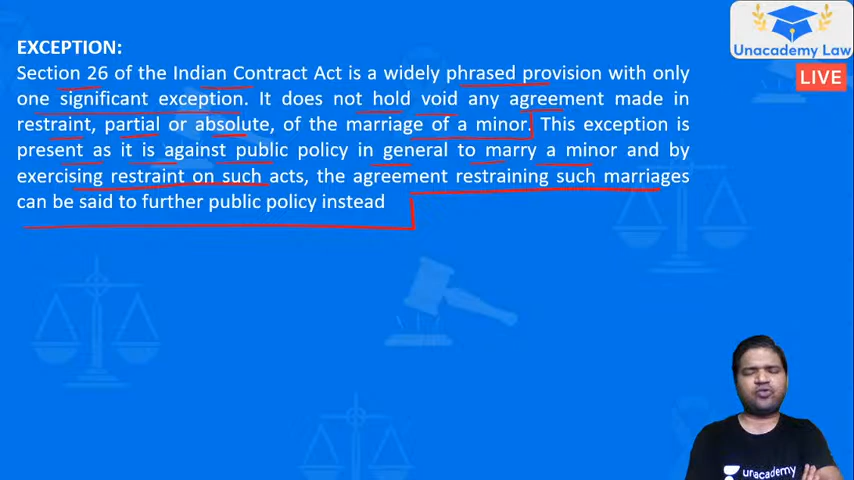 Unacademy Law
LIVE
EXCEPTION:
Section 26 of the Indian Contract Act is a widely phrased provision with only
one significant exception. It does not hold void any agreement made in
restraint, partial or absolute, of the marriage of a minor. This exception is
present as it is against public policy in general to marry a minor and by
exercising restraint on such acts, the agreement restraining such marriages
can be said to further public policy instead
unacademy